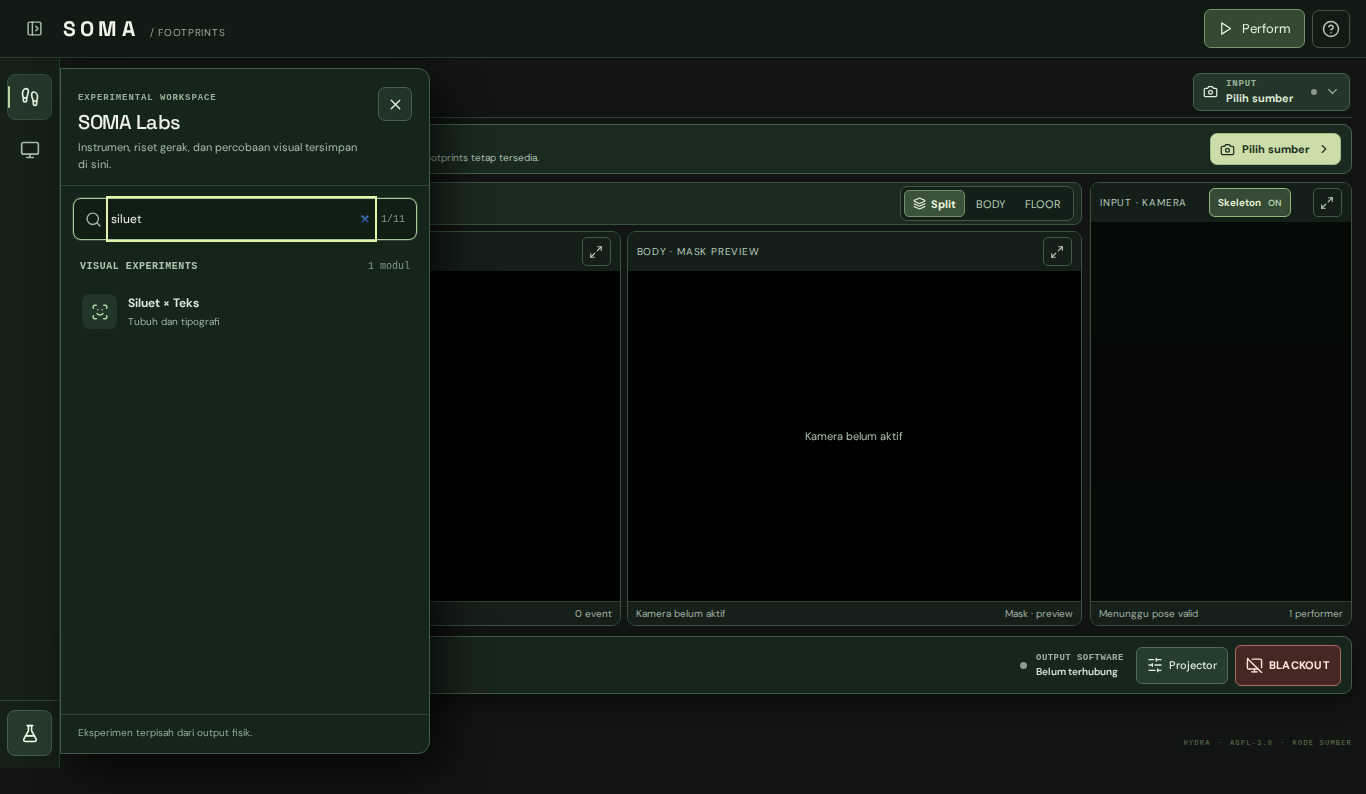 SOMA / FOOTPRINTS
Perform
EXPERIMENTAL WORKSPACE
SOMA Labs
Instrumen, riset gerak, dan percobaan visual tersimpan
di sini.
siluet
1/11
VISUAL EXPERIMENTS
1 modul
Siluet × Teks
Tubuh dan tipografi
Eksperimen terpisah dari output fisik.
INPUT
Pilih sumber
tetap tersedia.
Pilih sumber
Split
BODY
FLOOR
INPUT · KAMERA
Skeleton ON
BODY · MASK PREVIEW
Kamera belum aktif
0 event
Kamera belum aktif
Mask · preview
Menunggu pose valid
1 performer
OUTPUT SOFTWARE
Belum terhubung
Projector
BLACKOUT
HYDRA · AGPL-3.0 · KODE SUMBER